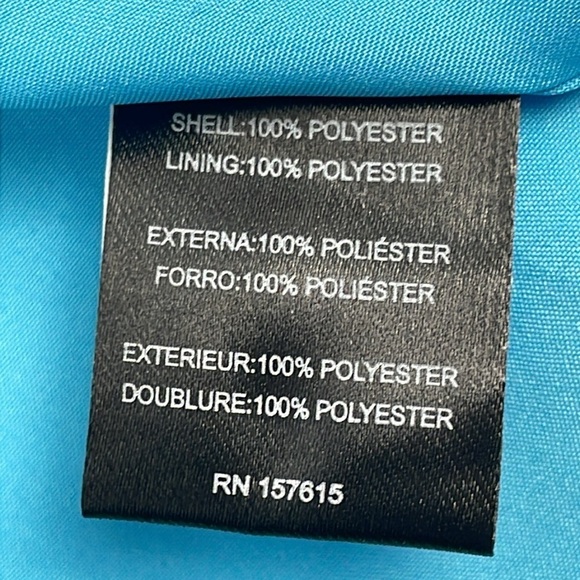 SHELL:100% POLYESTER
LINING:100% POLYESTER
EXTERNA:100% POLIÉSTER
FORRO:100% POLIÉSTER
EXTERIEUR:100% POLYESTER
DOUBLURE:100% POLYESTER
RN 157615